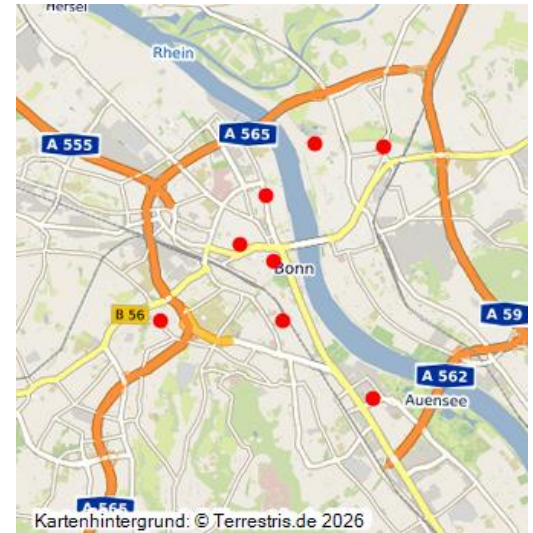 Hersel
Rhein
A 565
A 555
Bonn
B 56
A 59
A 562
Auensee
A 565
Kartenhintergrund: © Terrestris.de 2026